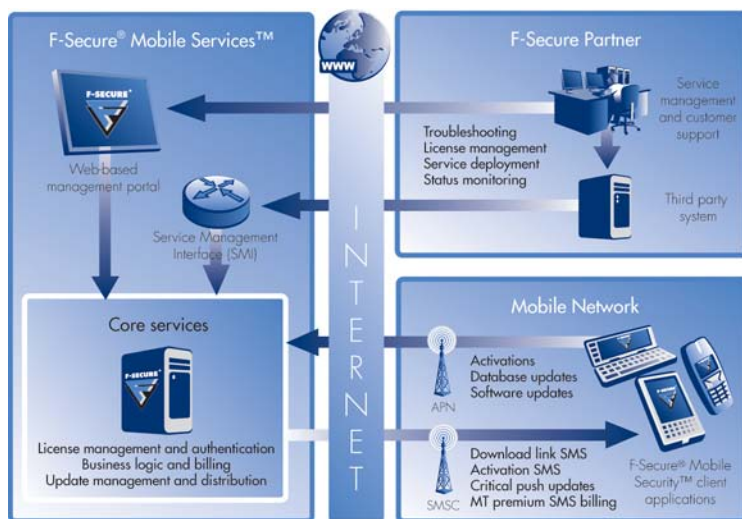 F-Secure® Mobile Services™
F-SECURE®
Web-based
management portal
Service Management
Interface (SMI)
Core services
F-SECURE®
License management and authentication
Business logic and billing
Update management and distribution
WWW
INTERNET
F-Secure Partner
Service
management
and customer
support
Troubleshooting
License management
Service deployment
Status monitoring
Third party
system
Mobile Network
APN
Activations
Database updates
Software updates
SMSC
Download link SMS
Activation SMS
Critical push updates
MT premium SMS billing
F-Secure® Mobile
Security™ client
applications